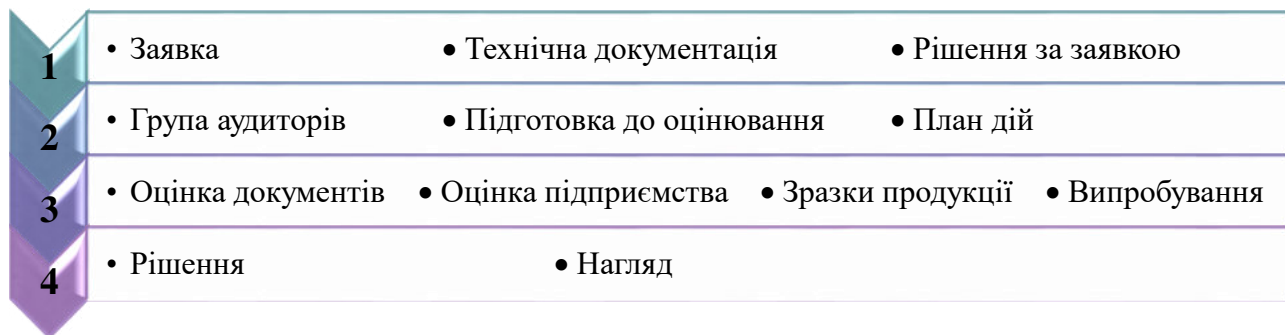 1 • Заявка • Технічна документація • Рішення за заявкою
2 • Група аудиторів • Підготовка до оцінювання • План дій
3 • Оцінка документів • Оцінка підприємства • Зразки продукції • Випробування
4 • Рішення • Нагляд